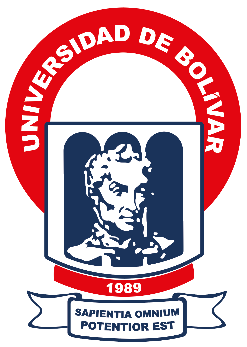 UNIVERSIDAD DE BOLÍVAR
1989
SAPIENTIA OMNIUM
POTENTIOR EST